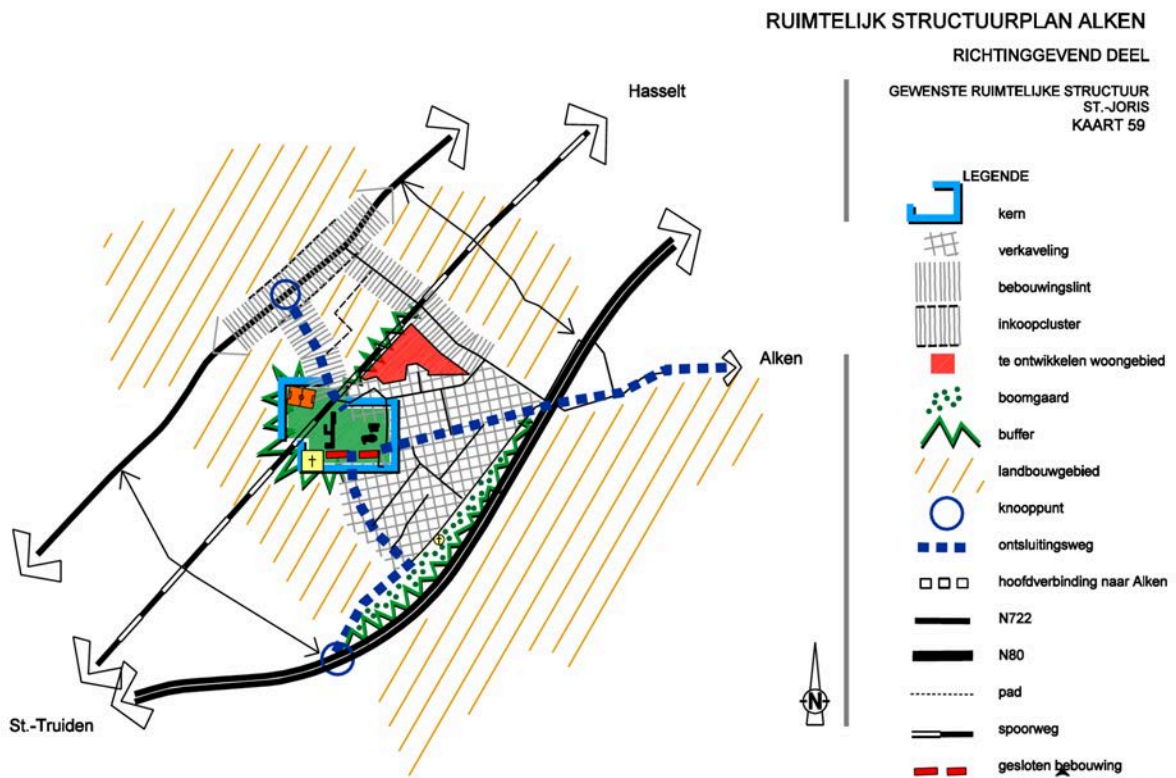 RUIMTELIJK STRUCTUURPLAN ALKEN
RICHTINGGEVEND DEEL
GEWENSTE RUIMTELIJKE STRUCTUUR
ST.-JORIS
KAART 59
Hasselt
Alken
St.-Truiden
N
LEGENDE
kern
verkaveling
bebouwingslint
inkoopcluster
te ontwikkelen woongebied
boomgaard
buffer
landbouwgebied
knooppunt
ontsluitingsweg
hoofdverbinding naar Alken
N722
N80
pad
spoorweg
gesloten bebouwing